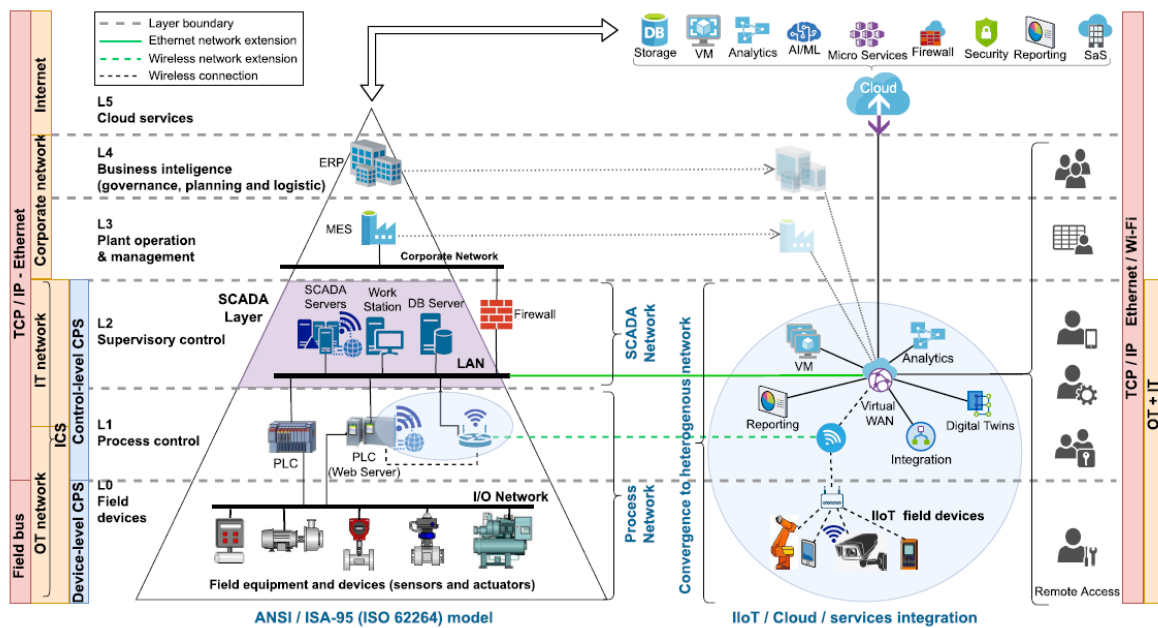 Layer boundary
Ethernet network extension
Wireless network extension
Wireless connection
DB
Storage
VM
Analytics
AI/ML
Micro Services
Firewall
Security
Reporting
SaS
Cloud
Internet
Corporate network
TCP / IP - Ethernet
IT network
OT network
ICS
Control-level CPS
Device-level CPS
Field bus
L5
Cloud services
L4
Business inteligence
(governance, planning and logistic)
L3
Plant operation
& management
L2
Supervisory control
L1
Process control
L0
Field
devices
ERP
MES
Corporate Network
SCADA
Layer
SCADA
Servers
Work
Station
DB Server
Firewall
LAN
PLC
PLC
(Web Server)
I/O Network
Field equipment and devices (sensors and actuators)
ANSI / ISA-95 (ISO 62264) model
SCADA
Network
Process
Network
Convergence to heterogenous network
VM
Analytics
Reporting
Virtual
WAN
Digital Twins
Integration
IIoT field devices
IIoT / Cloud / services integration
Remote Access
TCP / IP Ethernet / Wi-Fi
OT + IT